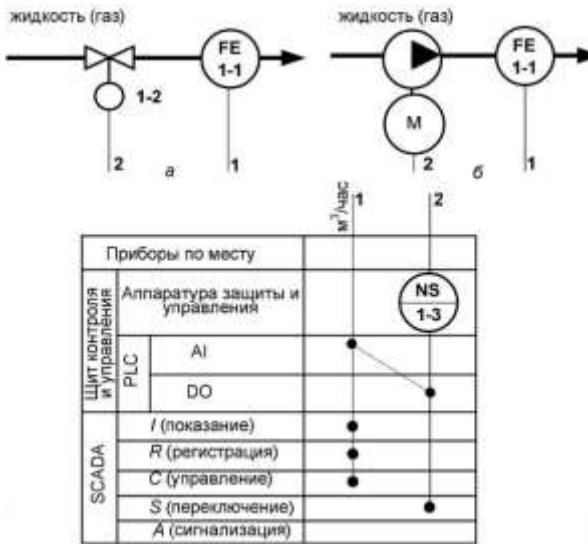 жидкость (газ)
FE
1-1
1-2
2
а
1
жидкость (газ)
FE
1-1
М
2
б
1
м³/час
1
2
Приборы по месту
Щит контроля
и управления
Аппаратура защиты и
управления
NS
1-3
PLC
AI
DO
SCADA
I (показание)
R (регистрация)
C (управление)
S (переключение)
A (сигнализация)